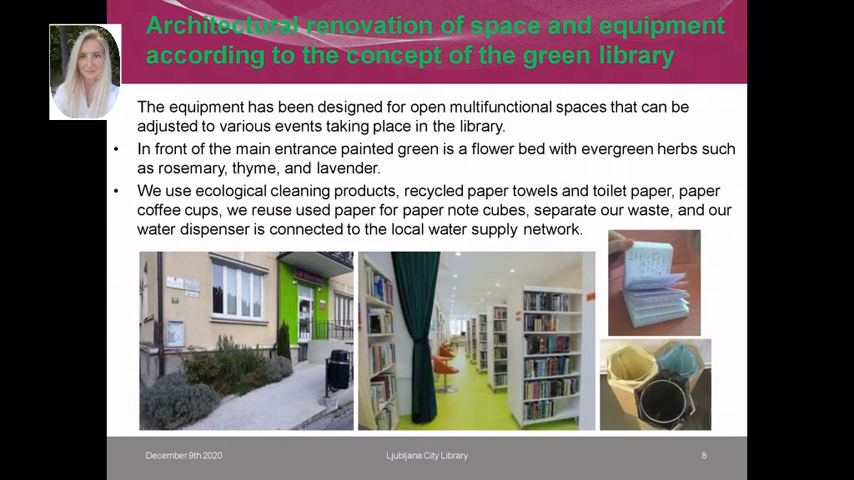 Architectural renovation of space and equipment
according to the concept of the green library
The equipment has been designed for open multifunctional spaces that can be
adjusted to various events taking place in the library.
• In front of the main entrance painted green is a flower bed with evergreen herbs such
as rosemary, thyme, and lavender.
• We use ecological cleaning products, recycled paper towels and toilet paper, paper
coffee cups, we reuse used paper for paper note cubes, separate our waste, and our
water dispenser is connected to the local water supply network.
December 9th 2020
Ljubljana City Library
8